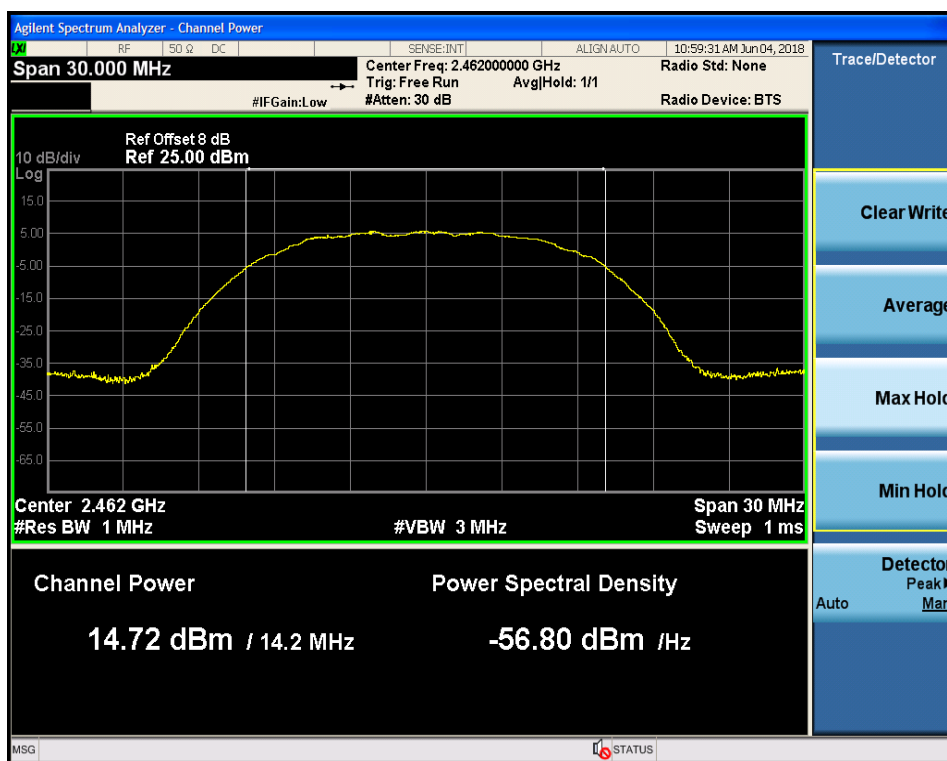 Agilent Spectrum Analyzer - Channel Power
LXI RF 50 Ω DC SENSE:INT ALIGN AUTO 10:59:31 AM Jun 04, 2018
Span 30.000 MHz
Center Freq: 2.462000000 GHz
Radio Std: None
Trig: Free Run Avg|Hold: 1/1
#IFGain:Low
#Atten: 30 dB
Radio Device: BTS
Trace/Detector
Ref Offset 8 dB
10 dB/div Ref 25.00 dBm
Log
15.0
5.00
-5.00
-15.0
-25.0
-35.0
-45.0
-55.0
-65.0
Center 2.462 GHz
Span 30 MHz
#Res BW 1 MHz
#VBW 3 MHz
Sweep 1 ms
Channel Power
Power Spectral Density
14.72 dBm / 14.2 MHz
-56.80 dBm /Hz
Clear Write
Average
Max Hold
Min Hold
Detector
Peak
Auto Man
MSG
STATUS